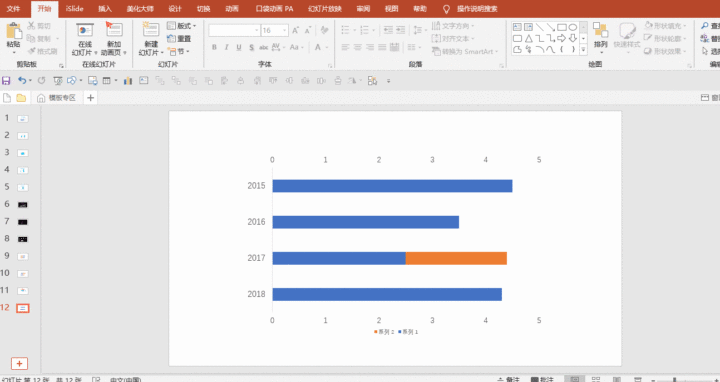 文件 开始 iSlide 插入 美化大师 设计 切换 动画 口袋动画 PA 幻灯片放映 审阅 视图 帮助 操作说明搜索
粘贴 剪切 复制 格式刷
在线幻灯片 新加动画页 新建幻灯片 版式 重置 节
16
B I U S
文字方向 对齐文本 转换为 SmartArt
排列 快速样式 形状填充 形状轮廓 形状效果
剪贴板 在线幻灯片 幻灯片 字体 段落 绘图
模板专区
1
2
3
4
5
6
7
8
9
10
11
12
0 1 2 3 4 5
2015
2016
2017
2018
0 1 2 3 4 5
系列 2 系列 1
幻灯片 第 12 张，共 12 张 中文(中国) 备注 批注